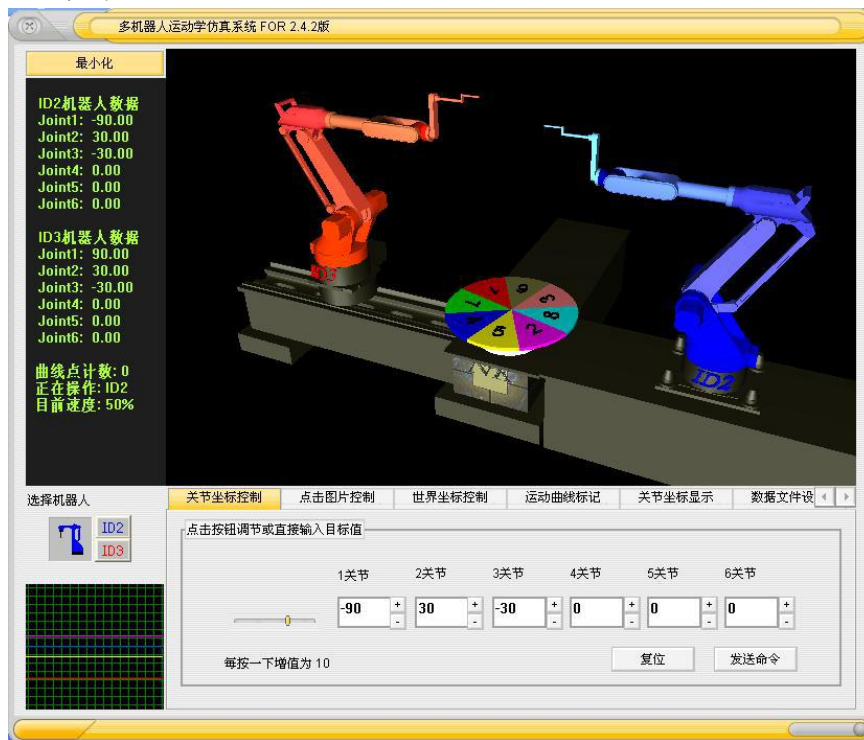 多机器人运动学仿真系统 FOR 2.4.2版
最小化
ID2机器人数据
Joint1: -90.00
Joint2: 30.00
Joint3: -30.00
Joint4: 0.00
Joint5: 0.00
Joint6: 0.00
ID3机器人数据
Joint1: 90.00
Joint2: 30.00
Joint3: -30.00
Joint4: 0.00
Joint5: 0.00
Joint6: 0.00
曲线点计数: 0
正在操作: ID2
目前速度: 50%
ID3
ID2
选择机器人
ID2
ID3
关节坐标控制
点击图片控制
世界坐标控制
运动曲线标记
关节坐标显示
数据文件设
点击按钮调节或直接输入目标值
1关节 2关节 3关节 4关节 5关节 6关节
-90 30 -30 0 0 0
每按一下增值为 10
复位
发送命令